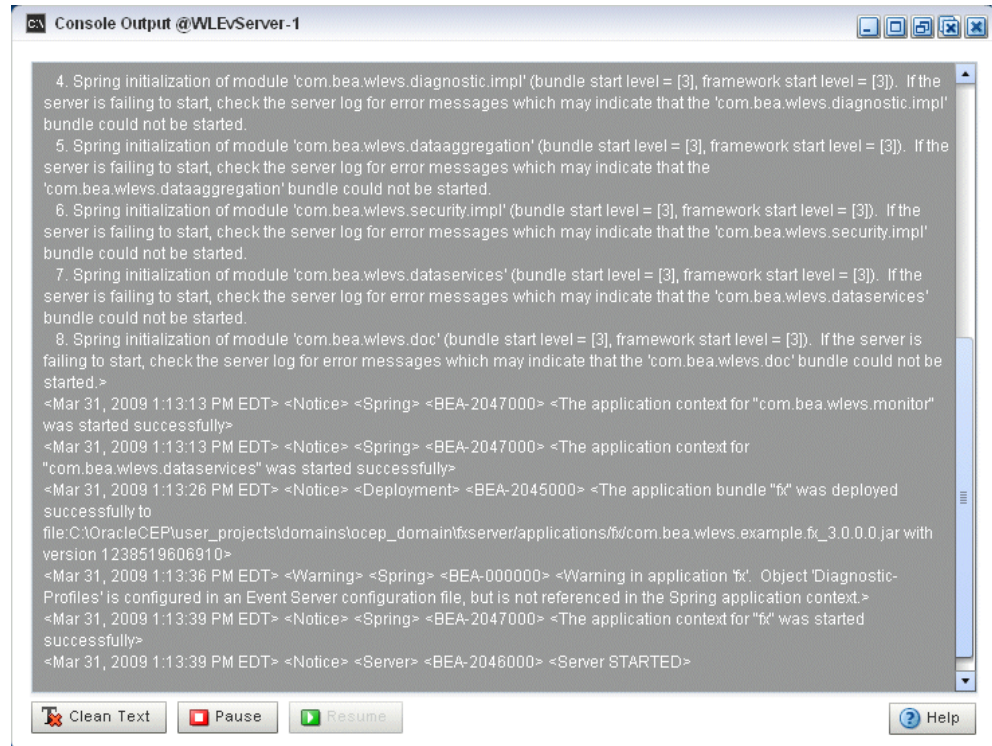 Console Output @WLEvServer-1
4. Spring initialization of module 'com.bea.wlevs.diagnostic.impl' (bundle start level = [3], framework start level = [3]). If the
server is failing to start, check the server log for error messages which may indicate that the 'com.bea.wlevs.diagnostic.impl'
bundle could not be started.
5. Spring initialization of module 'com.bea.wlevs.dataaggregation' (bundle start level = [3], framework start level = [3]). If the
server is failing to start, check the server log for error messages which may indicate that the
'com.bea.wlevs.dataaggregation' bundle could not be started.
6. Spring initialization of module 'com.bea.wlevs.security.impl' (bundle start level = [3], framework start level = [3]). If the
server is failing to start, check the server log for error messages which may indicate that the 'com.bea.wlevs.security.impl'
bundle could not be started.
7. Spring initialization of module 'com.bea.wlevs.dataservices' (bundle start level = [3], framework start level = [3]). If the
server is failing to start, check the server log for error messages which may indicate that the 'com.bea.wlevs.dataservices'
bundle could not be started.
8. Spring initialization of module 'com.bea.wlevs.doc' (bundle start level = [3], framework start level = [3]). If the server is
failing to start, check the server log for error messages which may indicate that the 'com.bea.wlevs.doc' bundle could not be
started.>
<Mar 31, 2009 1:13:13 PM EDT> <Notice> <Spring> <BEA-2047000> <The application context for "com.bea.wlevs.monitor"
was started successfully>
<Mar 31, 2009 1:13:13 PM EDT> <Notice> <Spring> <BEA-2047000> <The application context for
"com.bea.wlevs.dataservices" was started successfully>
<Mar 31, 2009 1:13:26 PM EDT> <Notice> <Deployment> <BEA-2045000> <The application bundle "fx" was deployed
successfully to
file:C:\OracleCEP\user_projects\domains\ocep_domain\fxserver/applications/fx/com.bea.wlevs.example.fx_3.0.0.0.jar with
version 1238519606910>
<Mar 31, 2009 1:13:36 PM EDT> <Warning> <Spring> <BEA-000000> <Warning in application 'fx'. Object 'Diagnostic-
Profiles' is configured in an Event Server configuration file, but is not referenced in the Spring application context.>
<Mar 31, 2009 1:13:39 PM EDT> <Notice> <Spring> <BEA-2047000> <The application context for "fx" was started
successfully>
<Mar 31, 2009 1:13:39 PM EDT> <Notice> <Server> <BEA-2046000> <Server STARTED>
Clean Text Pause Resume Help